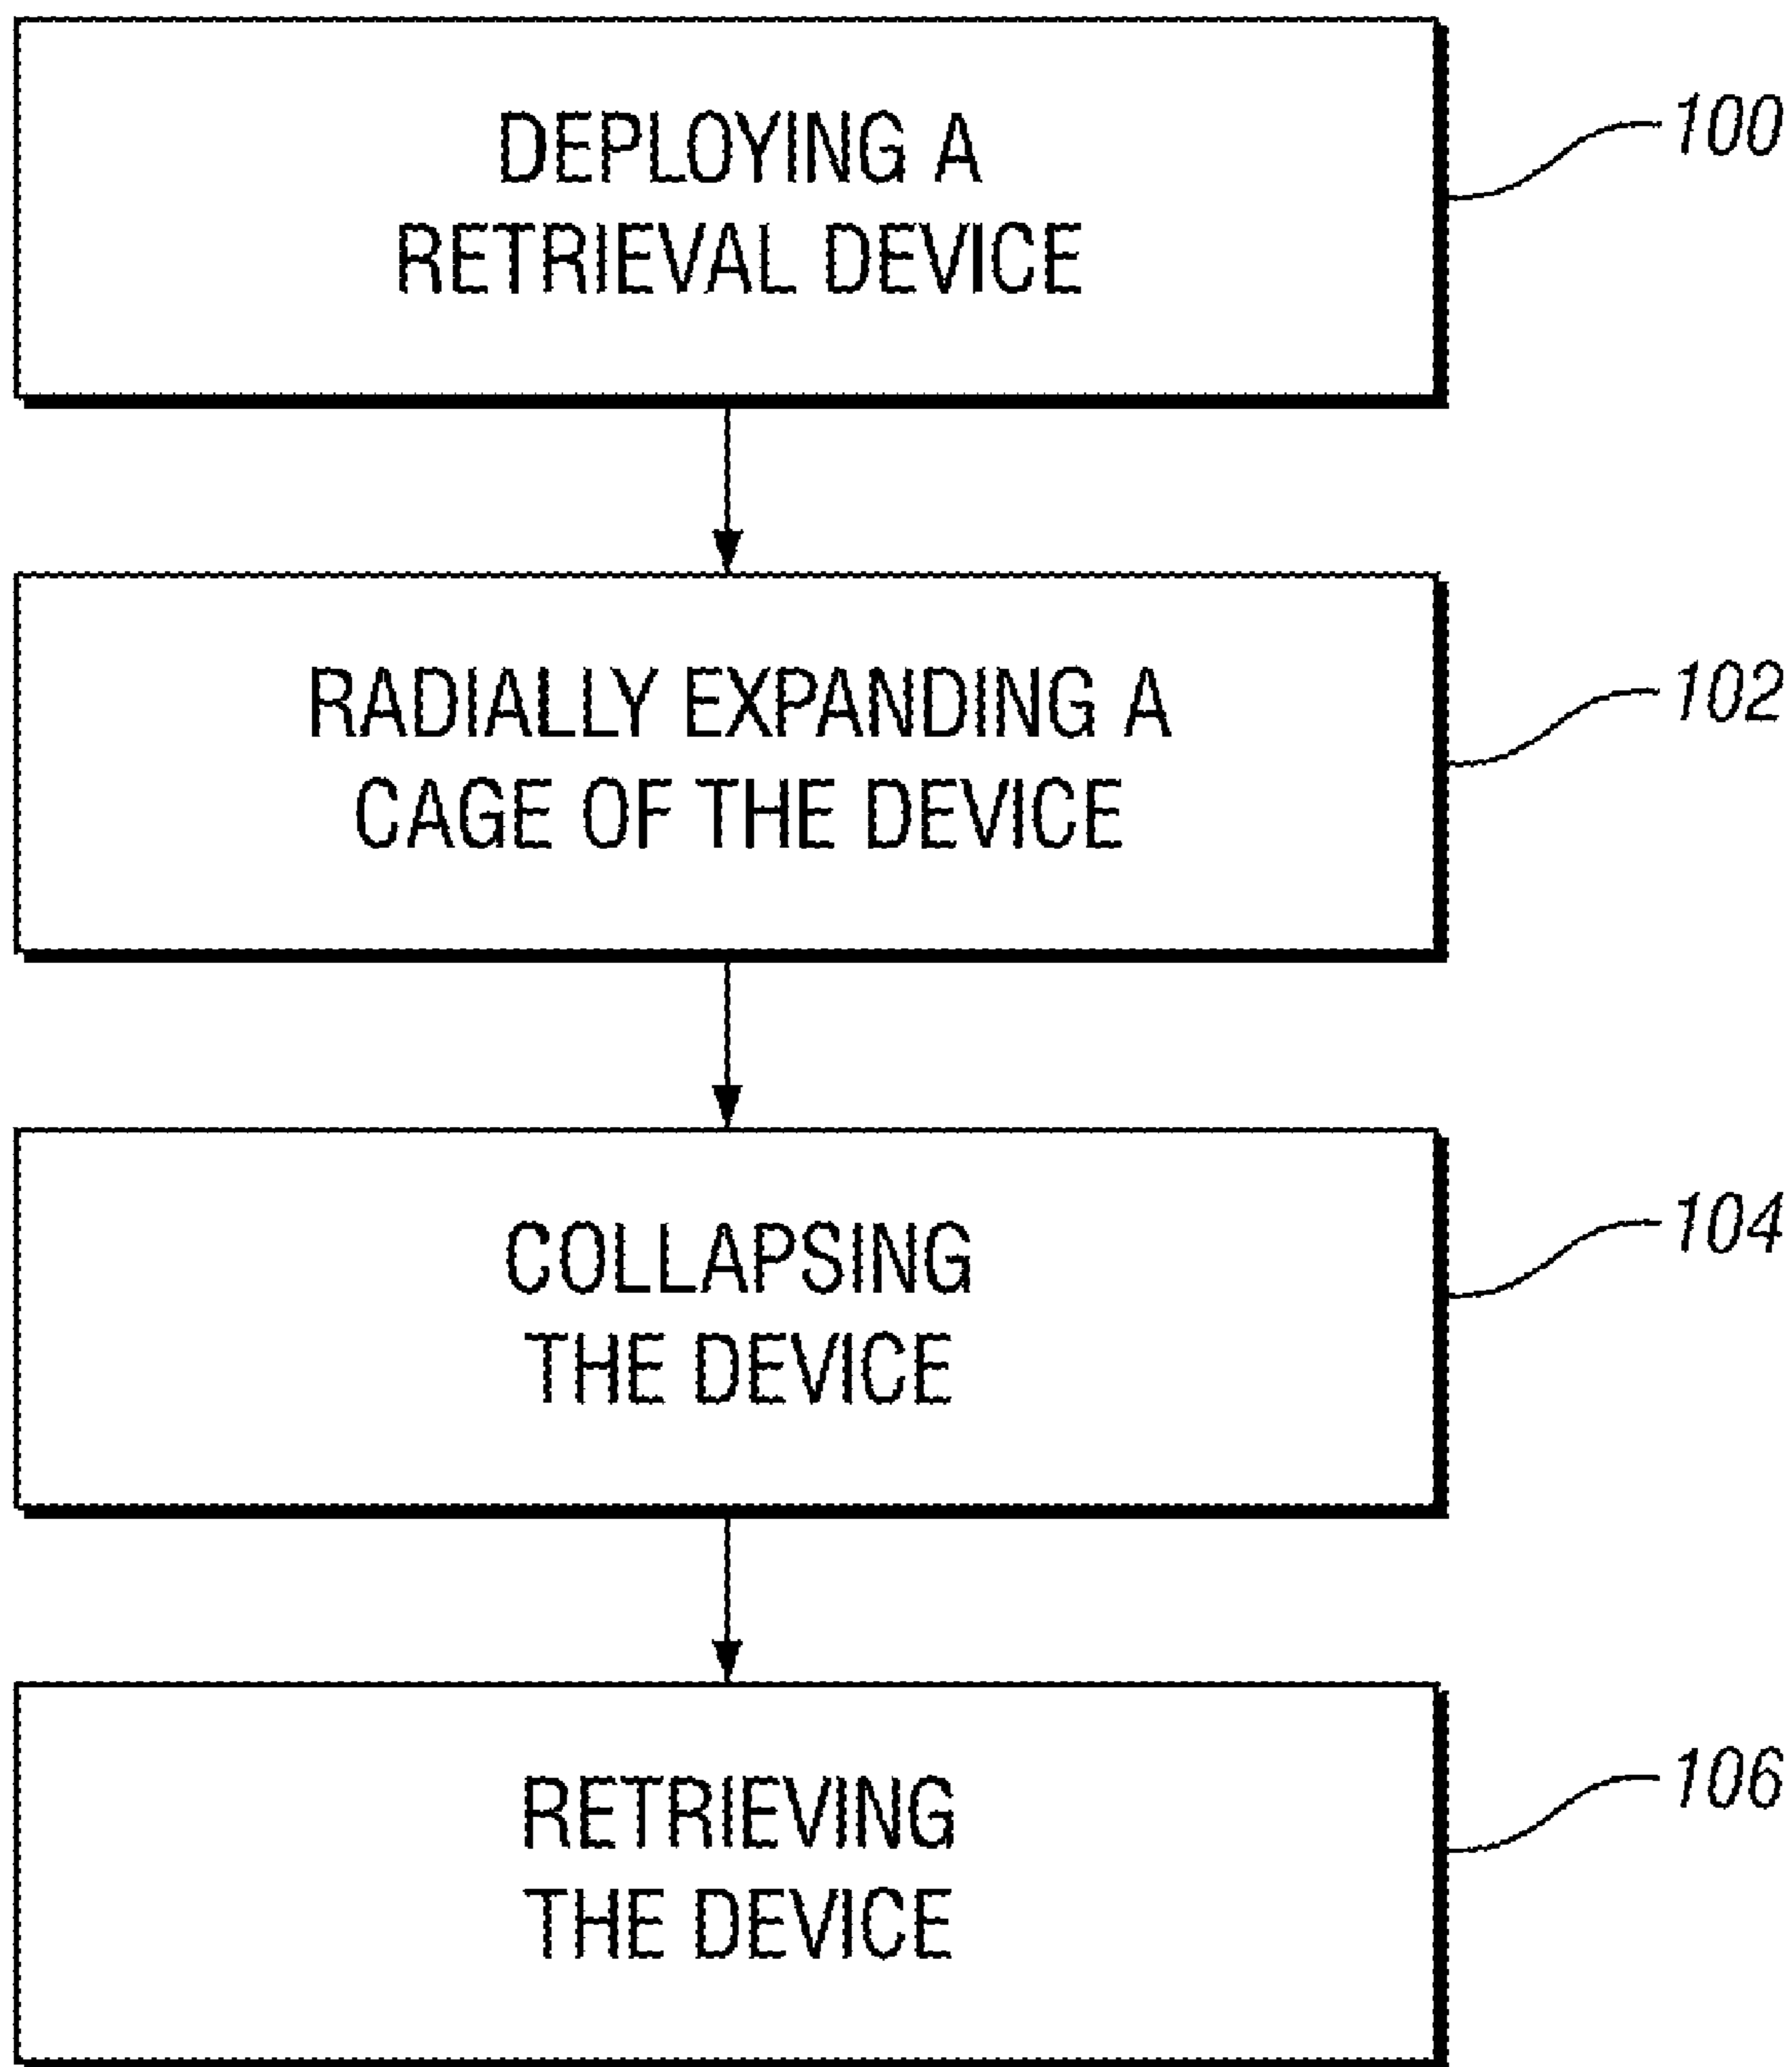 DEPLOYING A
RETRIEVAL DEVICE
100
RADIALLY EXPANDING A
CAGE OF THE DEVICE
102
COLLAPSING
THE DEVICE
104
RETRIEVING
THE DEVICE
106